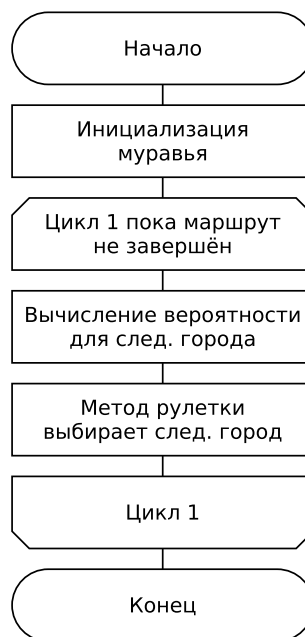 Начало
Инициализация
муравья
Цикл 1 пока маршрут
не завершён
Вычисление вероятности
для след. города
Метод рулетки
выбирает след. город
Цикл 1
Конец